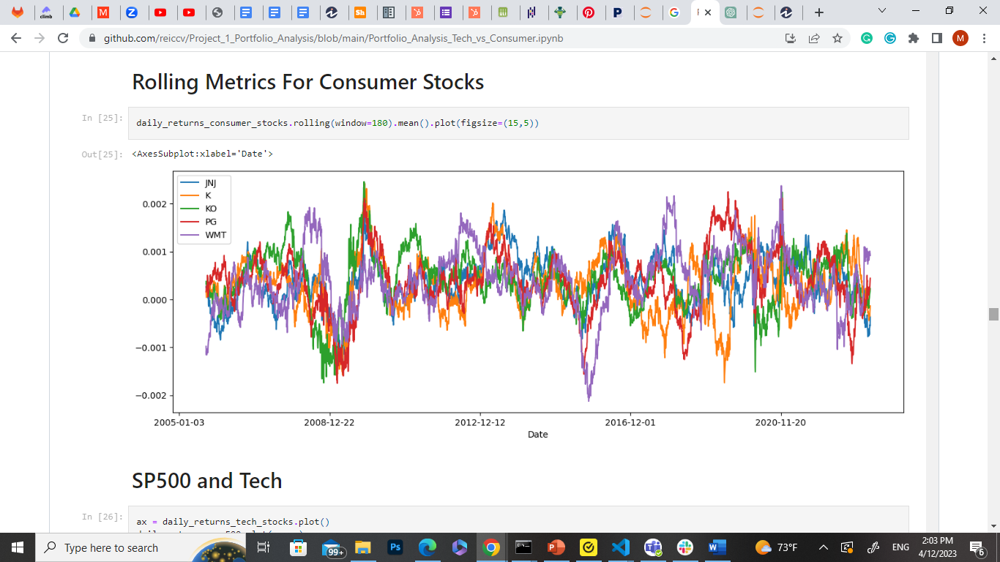 climb
M
Sh
P
G
F
github.com/reiccv/Project_1_Portfolio_Analysis/blob/main/Portfolio_Analysis_Tech_vs_Consumer.ipynb
M
Rolling Metrics For Consumer Stocks
In [25]:
daily_returns_consumer_stocks.rolling(window=180).mean().plot(figsize=(15,5))
Out[25]:
<AxesSubplot:xlabel='Date'>
JNJ
K
KO
PG
WMT
0.002
0.001
0.000
−0.001
−0.002
2005-01-03
2008-12-22
2012-12-12
2016-12-01
2020-11-20
Date
SP500 and Tech
In [26]:
ax = daily_returns_tech_stocks.plot()
Type here to search
99+
Ps
73°F
ENG
2:03 PM
4/12/2023
6